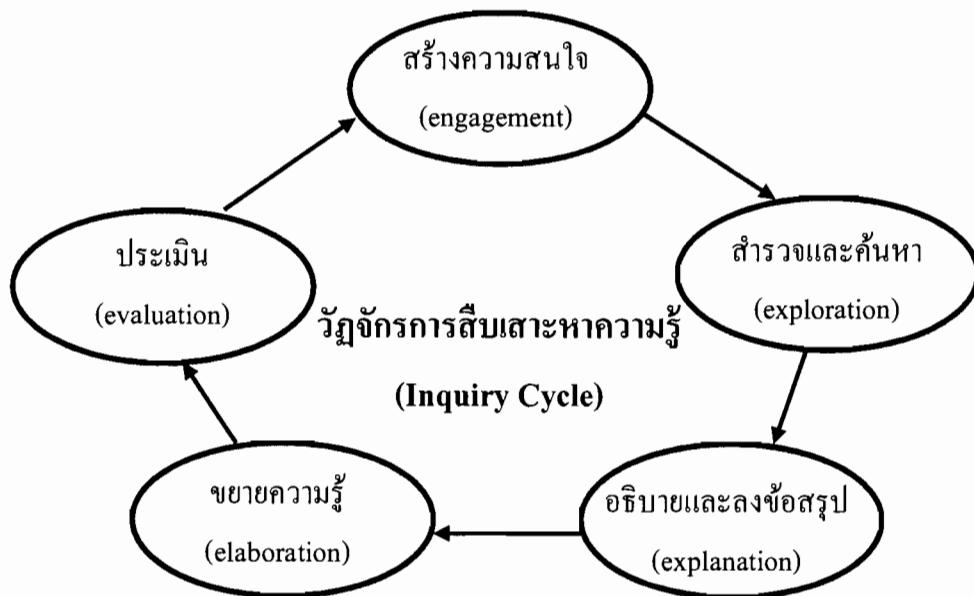 สร้างความสนใจ
(engagement)
สำรวจและค้นหา
(exploration)
อธิบายและลงข้อสรุป
(explanation)
ขยายความรู้
(elaboration)
ประเมิน
(evaluation)
วัฏจักรการสืบเสาะหาความรู้
(Inquiry Cycle)